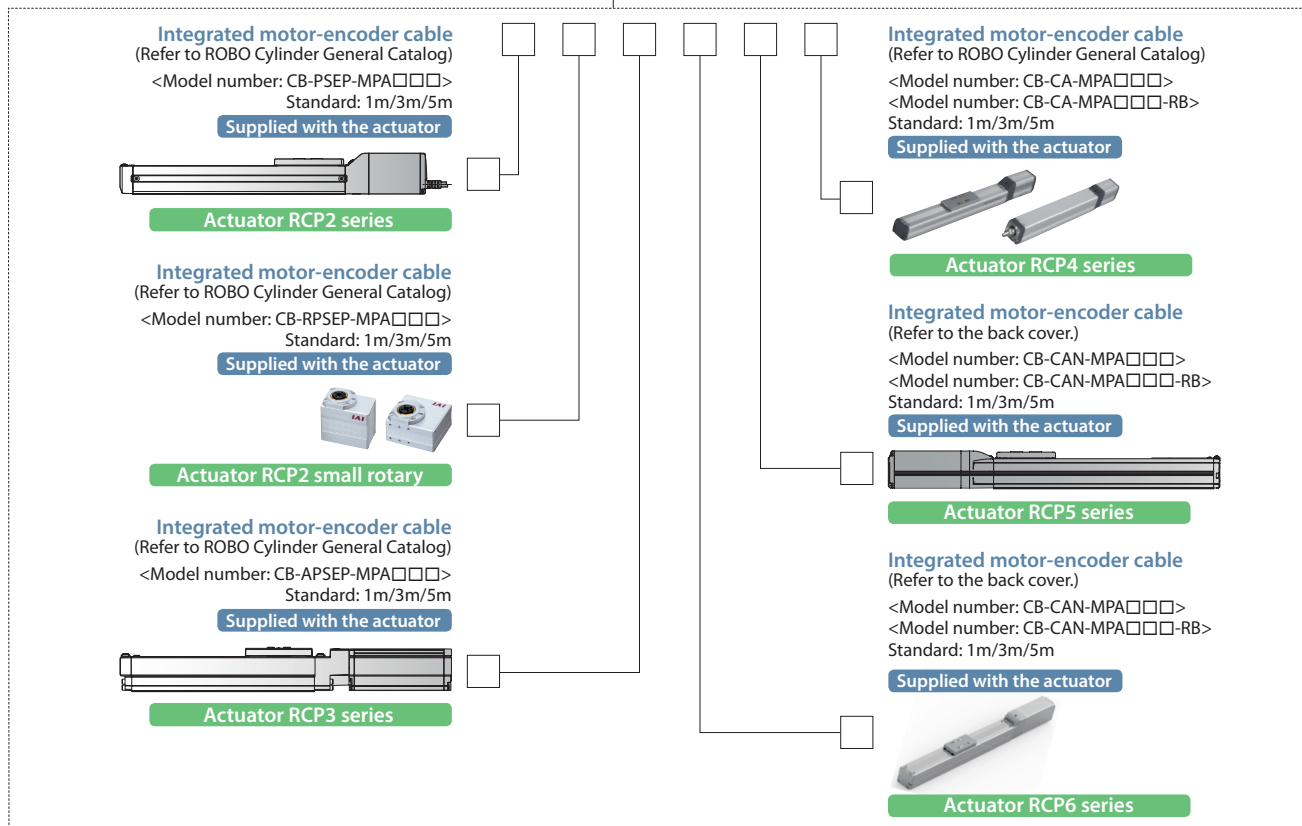 Integrated motor-encoder cable
(Refer to ROBO Cylinder General Catalog)
<Model number: CB-PSEP-MPA□□□>
Standard: 1m/3m/5m
Supplied with the actuator
Actuator RCP2 series
Integrated motor-encoder cable
(Refer to ROBO Cylinder General Catalog)
<Model number: CB-RPSEP-MPA□□□>
Standard: 1m/3m/5m
Supplied with the actuator
IAI
IAI
Actuator RCP2 small rotary
Integrated motor-encoder cable
(Refer to ROBO Cylinder General Catalog)
<Model number: CB-APSEP-MPA□□□>
Standard: 1m/3m/5m
Supplied with the actuator
Actuator RCP3 series
Integrated motor-encoder cable
(Refer to ROBO Cylinder General Catalog)
<Model number: CB-CA-MPA□□□>
<Model number: CB-CA-MPA□□□-RB>
Standard: 1m/3m/5m
Supplied with the actuator
Actuator RCP4 series
Integrated motor-encoder cable
(Refer to the back cover.)
<Model number: CB-CAN-MPA□□□>
<Model number: CB-CAN-MPA□□□-RB>
Standard: 1m/3m/5m
Supplied with the actuator
Actuator RCP5 series
Integrated motor-encoder cable
(Refer to the back cover.)
<Model number: CB-CAN-MPA□□□>
<Model number: CB-CAN-MPA□□□-RB>
Standard: 1m/3m/5m
Supplied with the actuator
Actuator RCP6 series